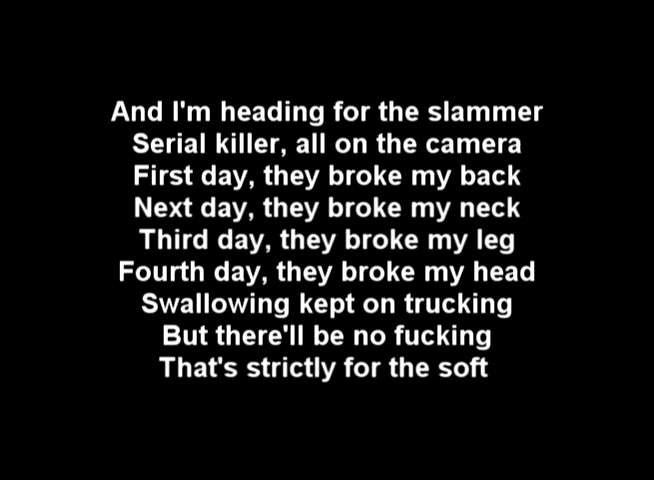 And I'm heading for the slammer
Serial killer, all on the camera
First day, they broke my back
Next day, they broke my neck
Third day, they broke my leg
Fourth day, they broke my head
Swallowing kept on trucking
But there'll be no fucking
That's strictly for the soft